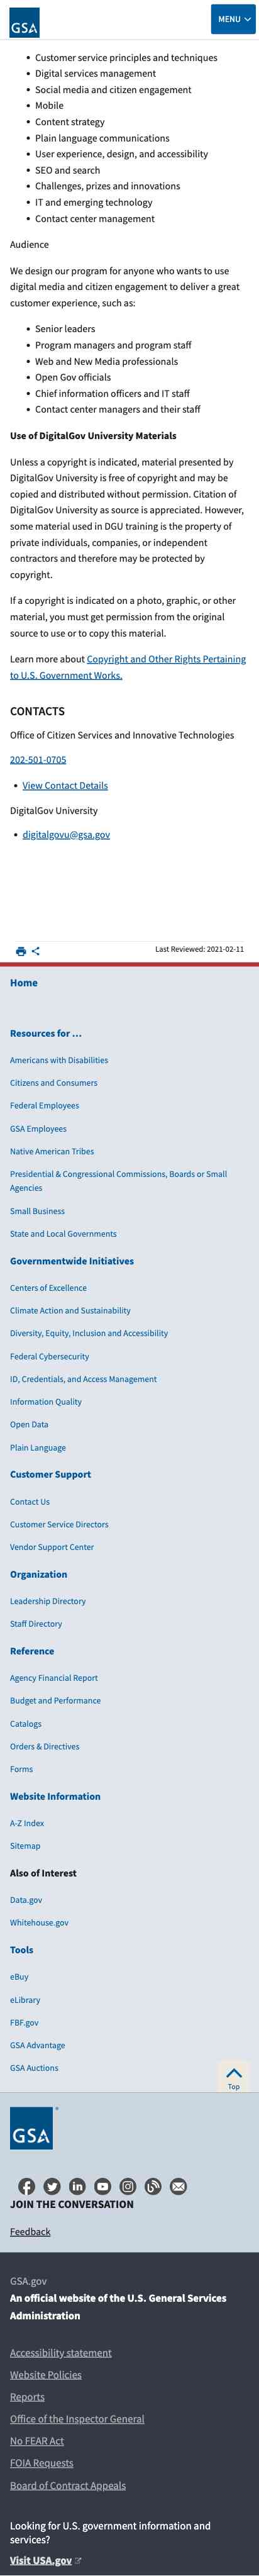 GSA
MENU
Customer service principles and techniques
Digital services management
Social media and citizen engagement
Mobile
Content strategy
Plain language communications
User experience, design, and accessibility
SEO and search
Challenges, prizes and innovations
IT and emerging technology
Contact center management
Audience
We design our program for anyone who wants to use
digital media and citizen engagement to deliver a great
customer experience, such as:
Senior leaders
Program managers and program staff
Web and New Media professionals
Open Gov officials
Chief information officers and IT staff
Contact center managers and their staff
Use of DigitalGov University Materials
Unless a copyright is indicated, material presented by
DigitalGov University is free of copyright and may be
copied and distributed without permission. Citation of
DigitalGov University as source is appreciated. However,
some material used in DGU training is the property of
private individuals, companies, or independent
contractors and therefore may be protected by
copyright.
If a copyright is indicated on a photo, graphic, or other
material, you must get permission from the original
source to use or to copy this material.
Learn more about Copyright and Other Rights Pertaining
to U.S. Government Works.
CONTACTS
Office of Citizen Services and Innovative Technologies
202-501-0705
View Contact Details
DigitalGov University
digitalgovu@gsa.gov
Last Reviewed: 2021-02-11
Home
Resources for …
Americans with Disabilities
Citizens and Consumers
Federal Employees
GSA Employees
Native American Tribes
Presidential & Congressional Commissions, Boards or Small
Agencies
Small Business
State and Local Governments
Governmentwide Initiatives
Centers of Excellence
Climate Action and Sustainability
Diversity, Equity, Inclusion and Accessibility
Federal Cybersecurity
ID, Credentials, and Access Management
Information Quality
Open Data
Plain Language
Customer Support
Contact Us
Customer Service Directors
Vendor Support Center
Organization
Leadership Directory
Staff Directory
Reference
Agency Financial Report
Budget and Performance
Catalogs
Orders & Directives
Forms
Website Information
A-Z Index
Sitemap
Also of Interest
Data.gov
Whitehouse.gov
Tools
eBuy
eLibrary
FBF.gov
GSA Advantage
GSA Auctions
Top
GSA
JOIN THE CONVERSATION
Feedback
GSA.gov
An official website of the U.S. General Services
Administration
Accessibility statement
Website Policies
Reports
Office of the Inspector General
No FEAR Act
FOIA Requests
Board of Contract Appeals
Looking for U.S. government information and
services?
Visit USA.gov